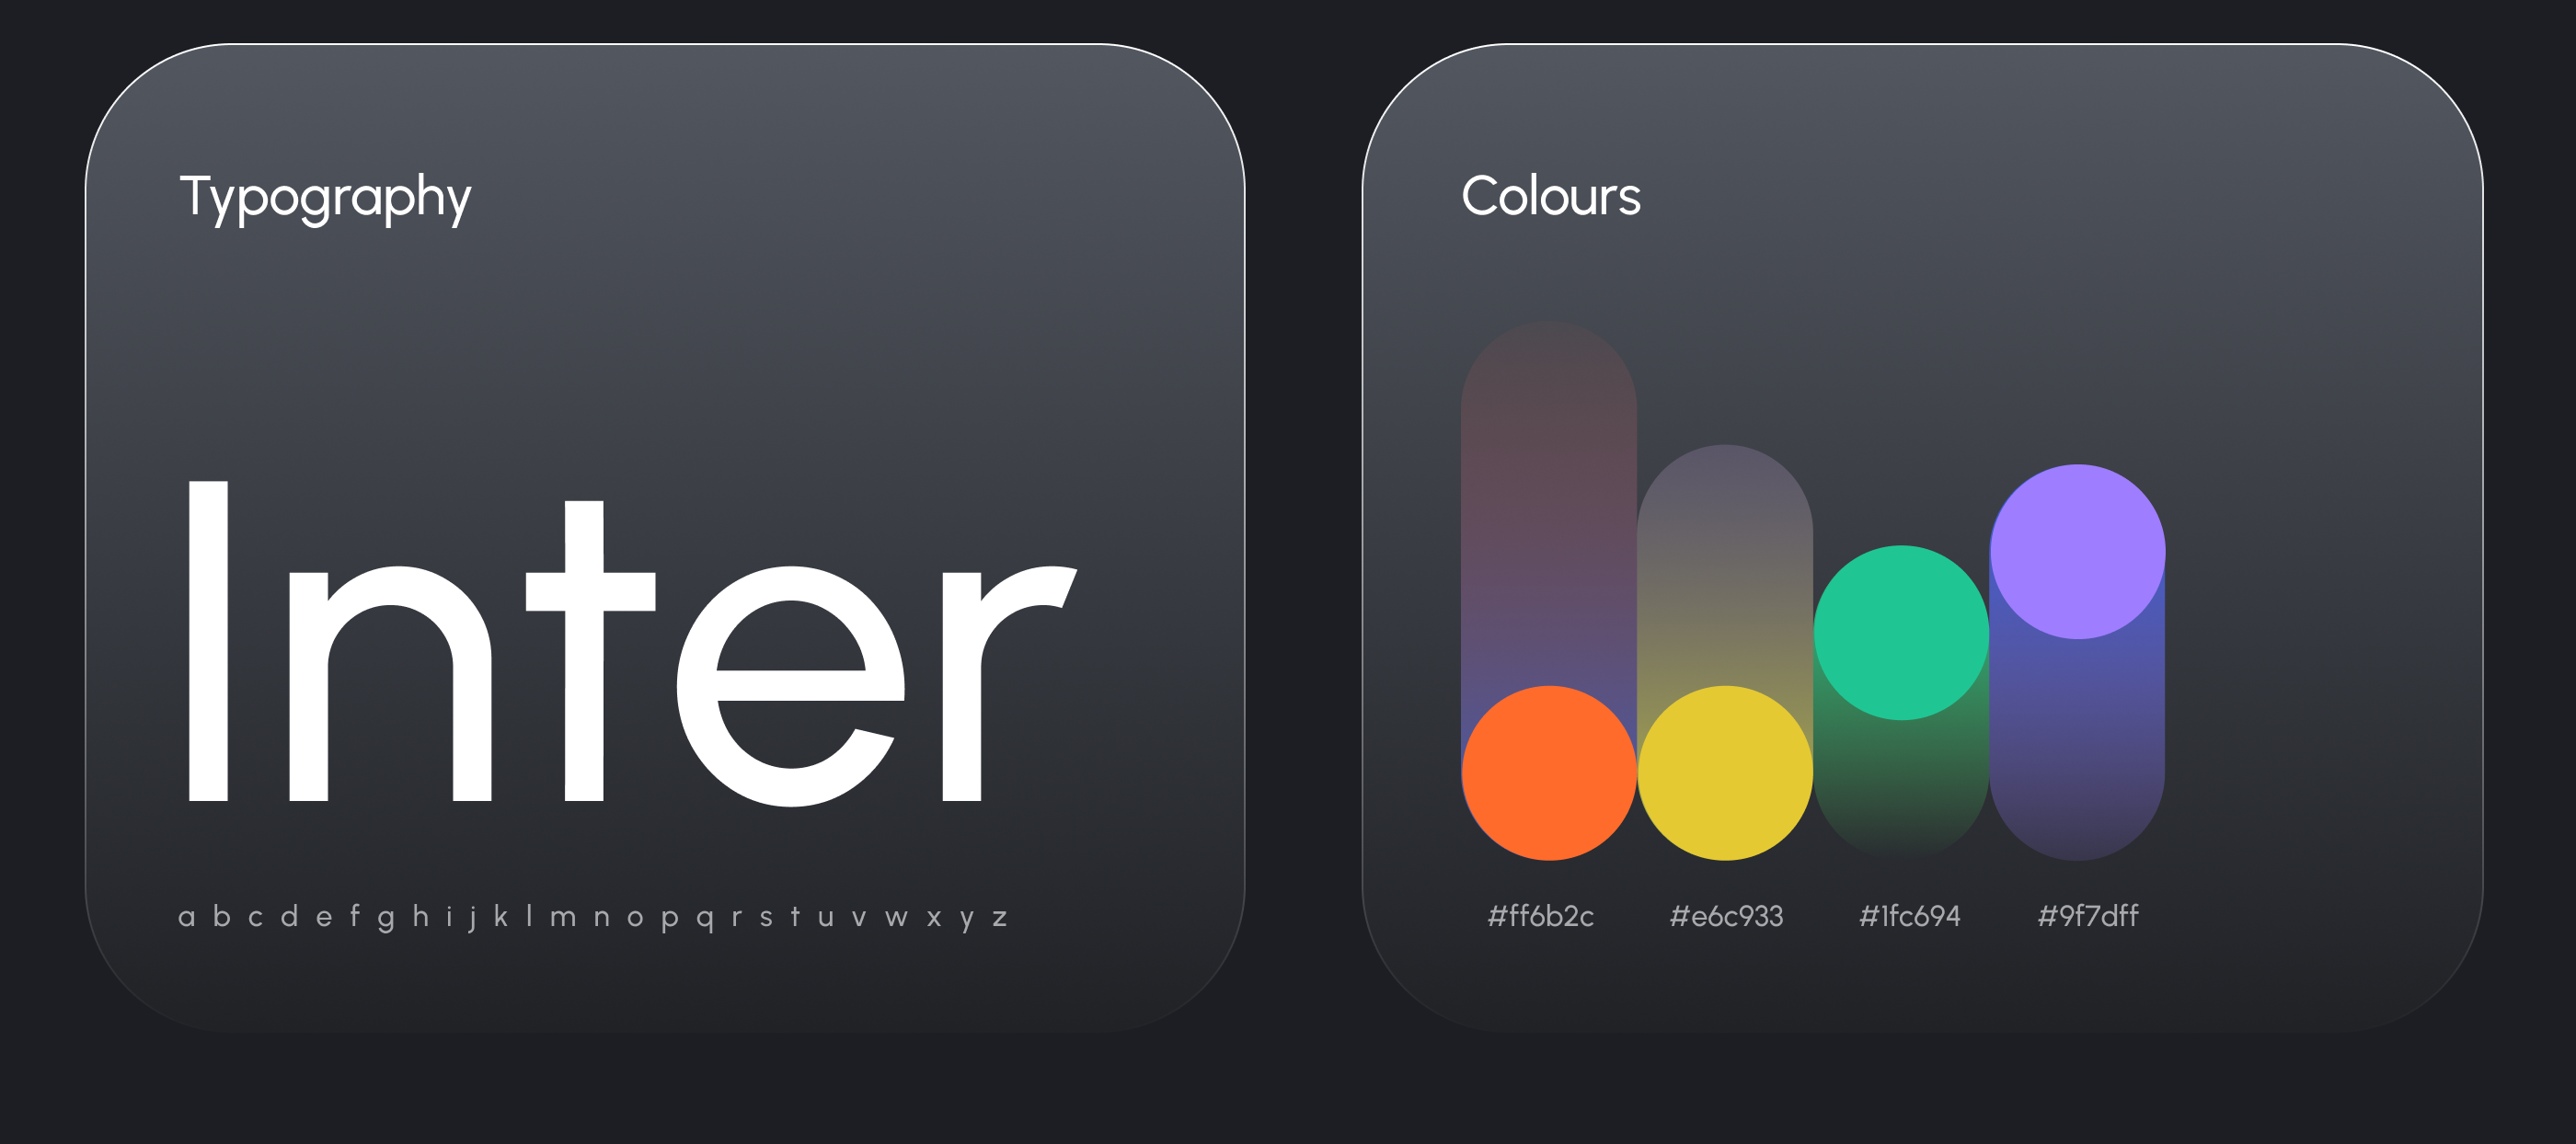 Typography
Inter
a b c d e f g h i j k l m n o p q r s t u v w x y z
Colours
#ff6b2c #e6c933 #1fc694 #9f7dff